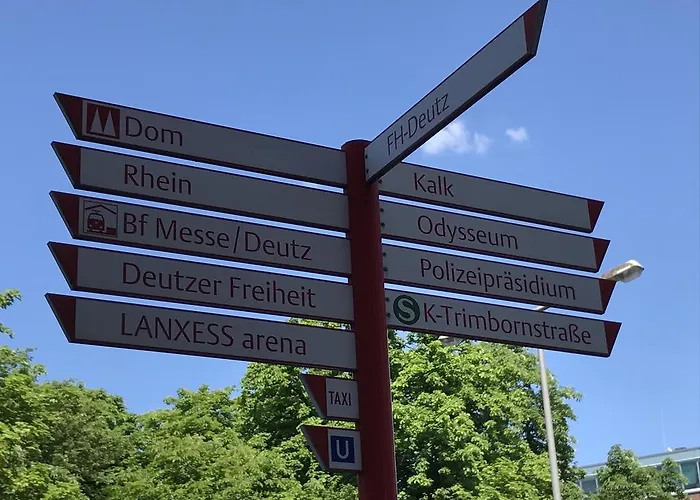 Dom
Rhein
Bf Messe/Deutz
Deutzer Freiheit
LANXESS arena
TAXI
U
FH-Deutz
Kalk
Odysseum
Polizeipräsidium
S K-Trimbornstraße